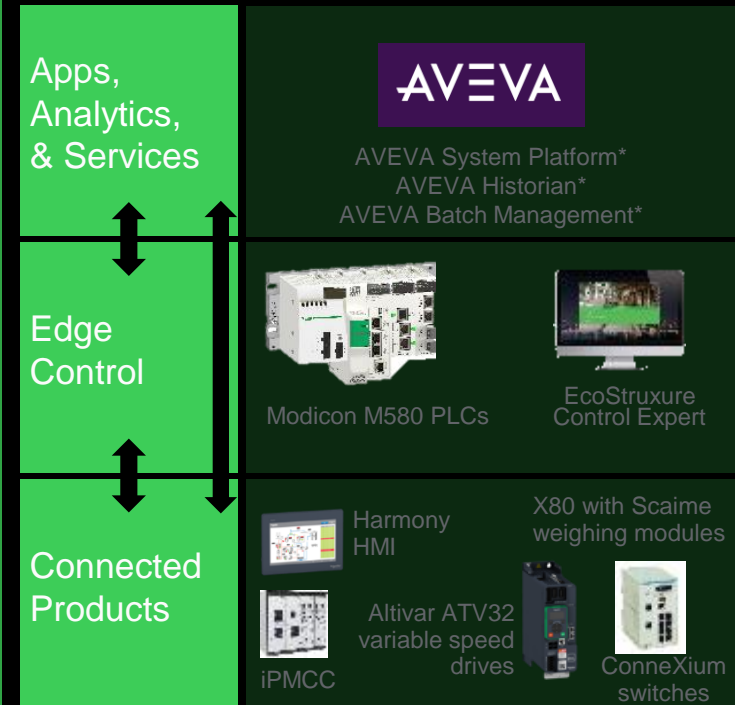 Apps,
Analytics,
& Services
AVEVA
AVEVA System Platform*
AVEVA Historian*
AVEVA Batch Management*
Edge
Control
Modicon M580 PLCs
EcoStruxure
Control Expert
Connected
Products
Harmony
HMI
X80 with Scaime
weighing modules
iPMCC
Altivar ATV32
variable speed
drives
ConneXium
switches